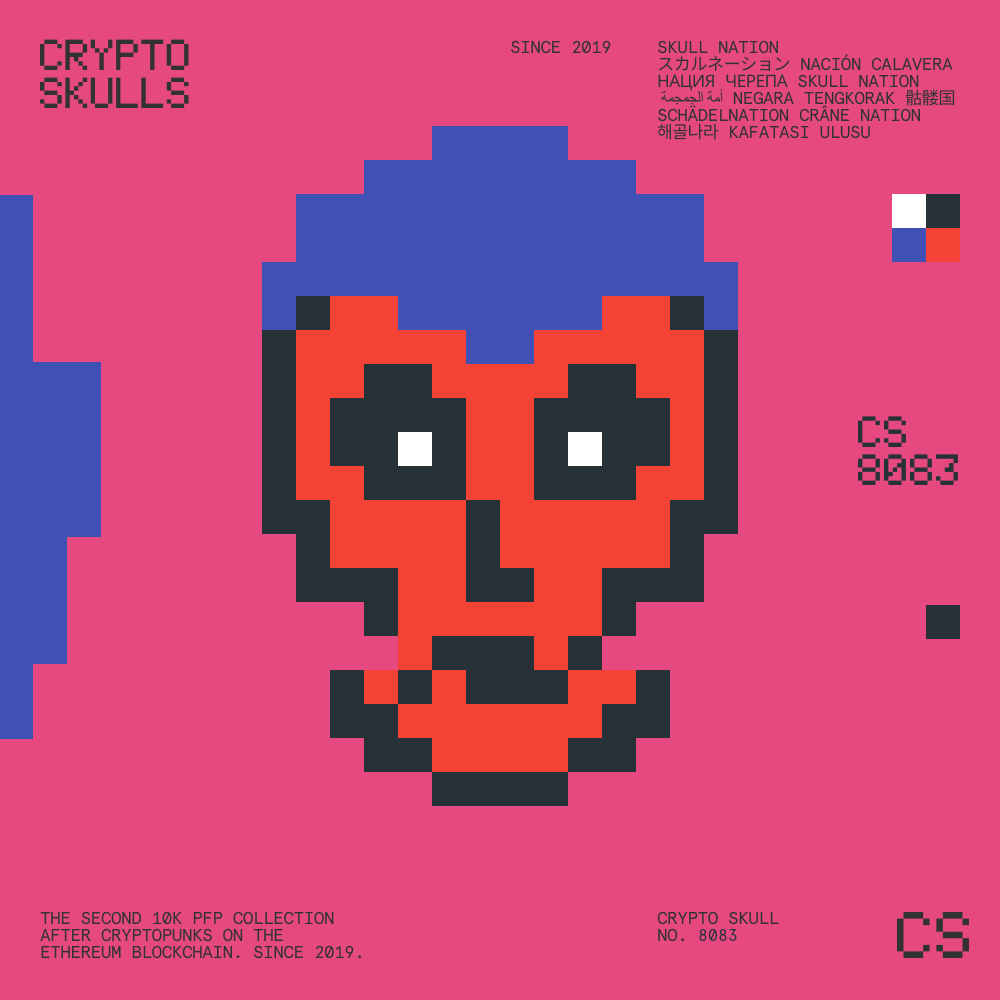 CRYPTO
SKULLS
SINCE 2019
SKULL NATION
スカルネーション NACIÓN CALAVERA
НАЦИЯ ЧЕРЕПА SKULL NATION
أمة الجمجمة NEGARA TENGKORAK 骷髅国
SCHÄDELNATION CRÂNE NATION
해골나라 KAFATASI ULUSU
CS
8083
THE SECOND 10K PFP COLLECTION
AFTER CRYPTOPUNKS ON THE
ETHEREUM BLOCKCHAIN. SINCE 2019.
CRYPTO SKULL
NO. 8083
CS